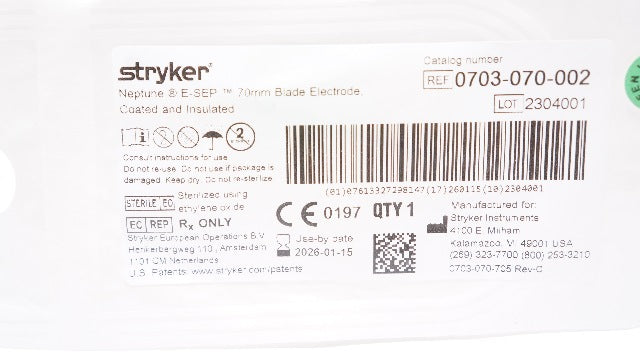 stryker®
Neptune ® E-SEP ™ 70mm Blade Electrode,
Coated and Insulated
Catalog number
REF 0703-070-002
LOT 2304001
2
Consult instructions for use
Do not re-use. Do not use if package is
damaged. Keep dry. Do not re-sterilize
(01)07613327298147(17)260115(10)2304001
STERILE EO Sterilized using
ethylene oxide
EC REP Rx ONLY
Stryker European Operations B.V.
Herikerbergweg 110, Amsterdam
1101 CM Netherlands
U.S. Patents: www.stryker.com/patents
CE 0197 QTY 1
Use-by date
2026-01-15
Manufactured for:
Stryker Instruments
4100 E. Milham
Kalamazoo, MI 49001 USA
(269) 323-7700 (800) 253-3210
0703-070-725 Rev-C